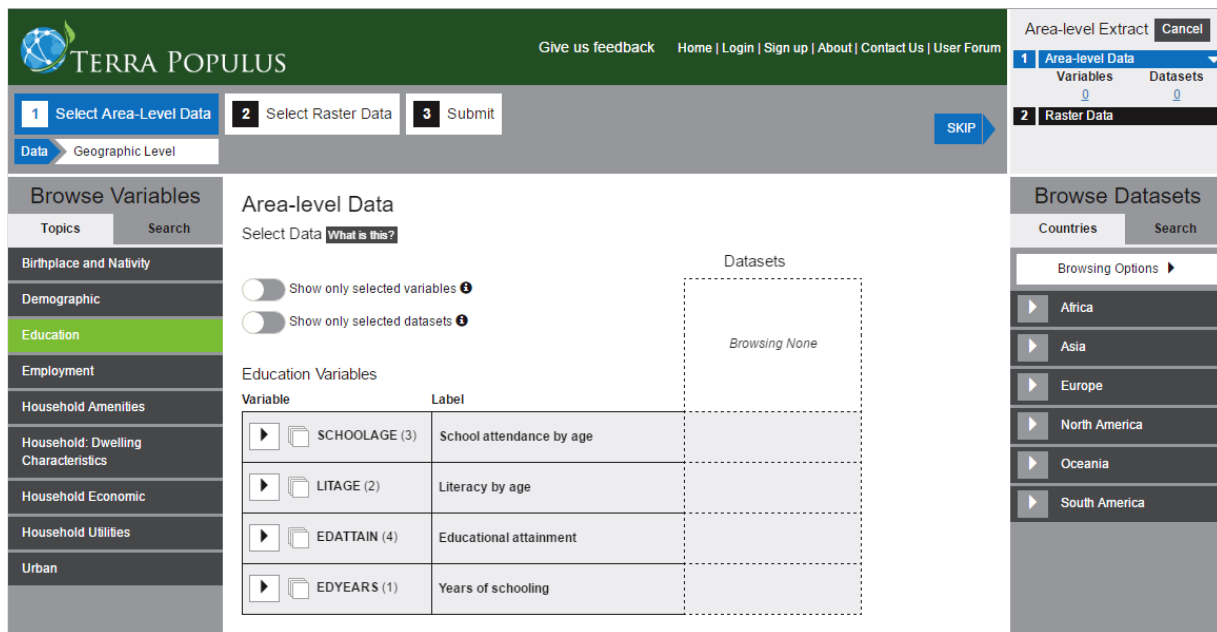 TERRA POPULUS
Give us feedback
Home | Login | Sign up | About | Contact Us | User Forum
Area-level Extract Cancel
1 Area-level Data
Variables Datasets
0 0
2 Raster Data
1 Select Area-Level Data
2 Select Raster Data
3 Submit
SKIP
Data Geographic Level
Browse Variables
Topics Search
Birthplace and Nativity
Demographic
Education
Employment
Household Amenities
Household: Dwelling
Characteristics
Household Economic
Household Utilities
Urban
Area-level Data
Select Data What is this?
Datasets
Show only selected variables
Show only selected datasets
Browsing None
Education Variables
Variable Label
SCHOOLAGE (3) School attendance by age
LITAGE (2) Literacy by age
EDATTAIN (4) Educational attainment
EDYEARS (1) Years of schooling
Browse Datasets
Countries Search
Browsing Options
Africa
Asia
Europe
North America
Oceania
South America